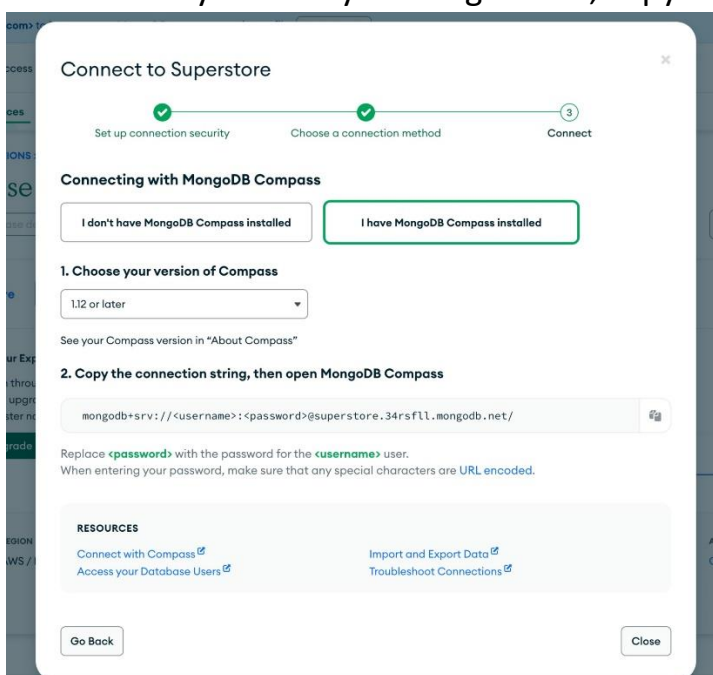 Connect to Superstore
Set up connection security
Choose a connection method
3
Connect
Connecting with MongoDB Compass
I don't have MongoDB Compass installed
I have MongoDB Compass installed
1. Choose your version of Compass
1.12 or later
See your Compass version in “About Compass”
2. Copy the connection string, then open MongoDB Compass
mongodb+srv://<username>:<password>@superstore.34rsfll.mongodb.net/
Replace <password> with the password for the <username> user.
When entering your password, make sure that any special characters are URL encoded.
RESOURCES
Connect with Compass
Import and Export Data
Access your Database Users
Troubleshoot Connections
Go Back
Close